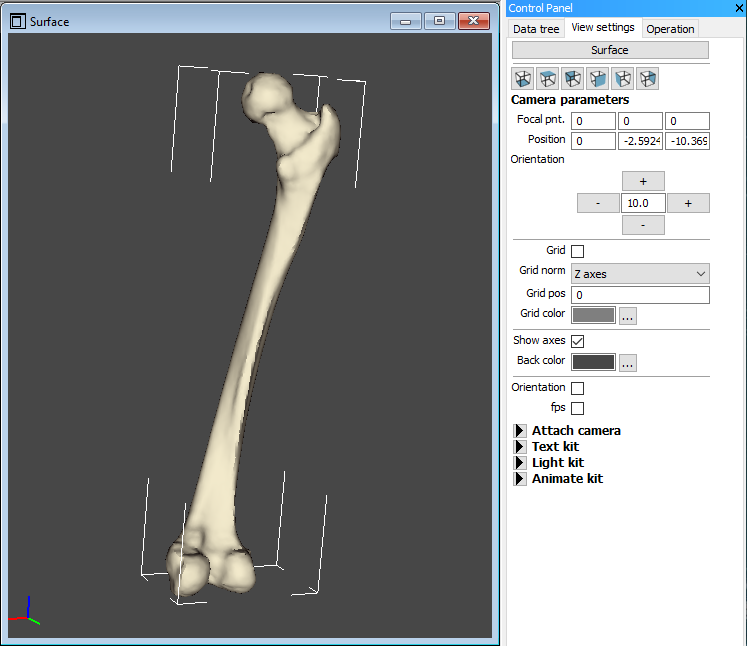 Surface
Control Panel
Data tree View settings Operation
Surface
Camera parameters
Focal pnt. 0 0 0
Position 0 -2.5924 -10.369
Orientation
+
- 10.0 +
-
Grid
Grid norm Z axes
Grid pos 0
Grid color ...
Show axes
Back color ...
Orientation
fps
Attach camera
Text kit
Light kit
Animate kit